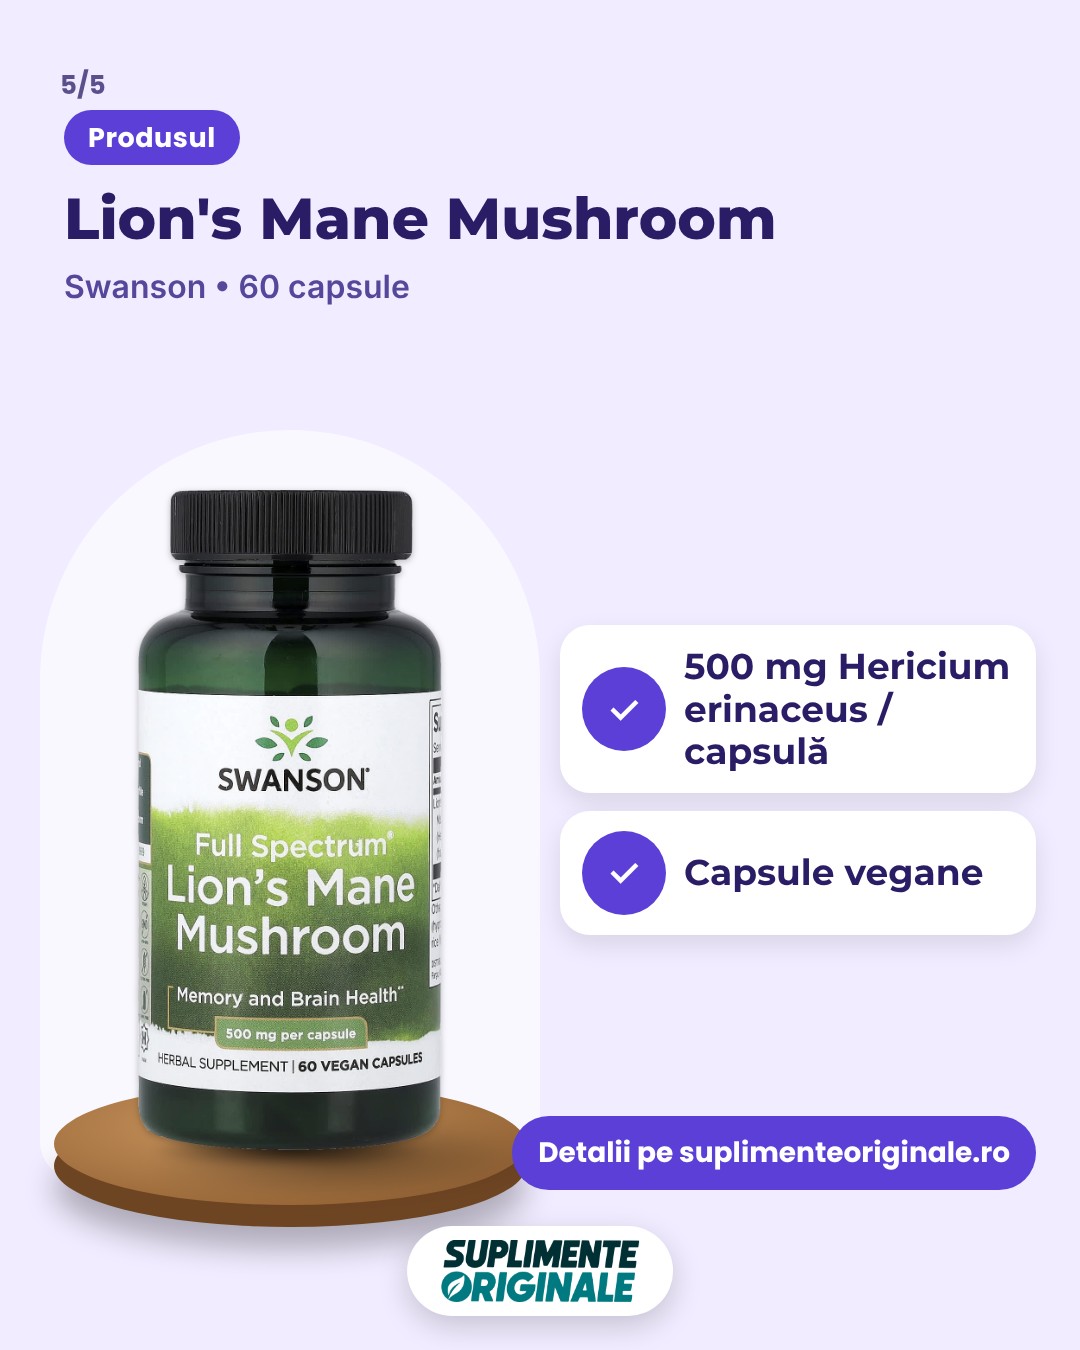 5/5
Produsul
Lion's Mane Mushroom
Swanson • 60 capsule
SWANSON
Full Spectrum®
Lion's Mane
Mushroom
Memory and Brain Health
500 mg per capsule
HERBAL SUPPLEMENT | 60 VEGAN CAPSULES
500 mg Hericium
erinaceus /
capsulă
Capsule vegane
Detalii pe suplimenteoriginale.ro
SUPLIMENTE
ORIGINALE